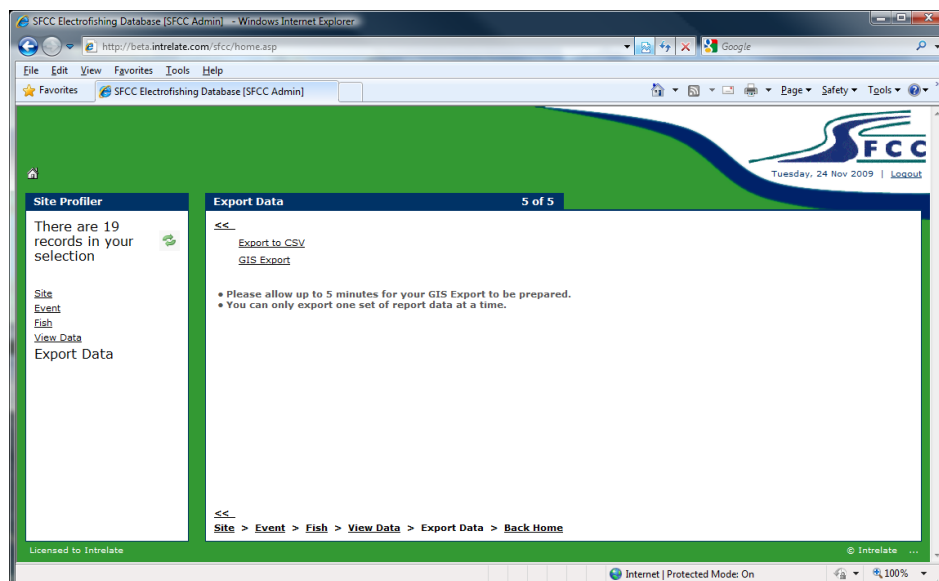 SFCC Electrofishing Database [SFCC Admin] - Windows Internet Explorer
http://beta.intrelate.com/sfcc/home.asp
Google
File Edit View Favorites Tools Help
Favorites
SFCC Electrofishing Database [SFCC Admin]
Page Safety Tools
SFCC
Tuesday, 24 Nov 2009 | Logout
Site Profiler
Export Data 5 of 5
There are 19
records in your
selection
<<
Export to CSV
GIS Export
Site
Event
Fish
View Data
Export Data
• Please allow up to 5 minutes for your GIS Export to be prepared.
• You can only export one set of report data at a time.
<<
Site > Event > Fish > View Data > Export Data > Back Home
Licensed to Intrelate
© Intrelate ...
Internet | Protected Mode: On
100%